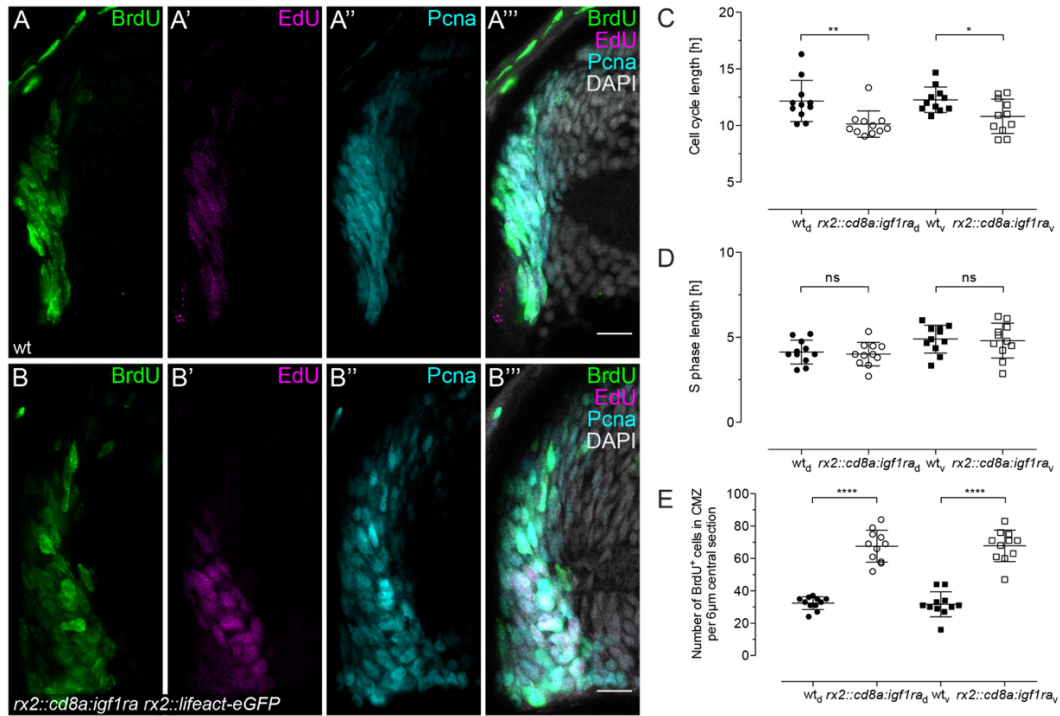 A BrdU
A' EdU
A'' Pcna
A''' BrdU
EdU
Pcna
DAPI
wt
B BrdU
B' EdU
B'' Pcna
B''' BrdU
EdU
Pcna
DAPI
rx2::cd8a:igf1ra rx2::lifeact-eGFP
C
Cell cycle length [h]
20
15
10
5
**
*
wtd rx2::cd8a:igf1rad wtv rx2::cd8a:igf1rav
D
S phase length [h]
10
5
0
ns
ns
wtd rx2::cd8a:igf1rad wtv rx2::cd8a:igf1rav
E
Number of BrdU+ cells in CMZ
per 6µm central section
100
80
60
40
30
0
****
****
wtd rx2::cd8a:igf1rad wtv rx2::cd8a:igf1rav